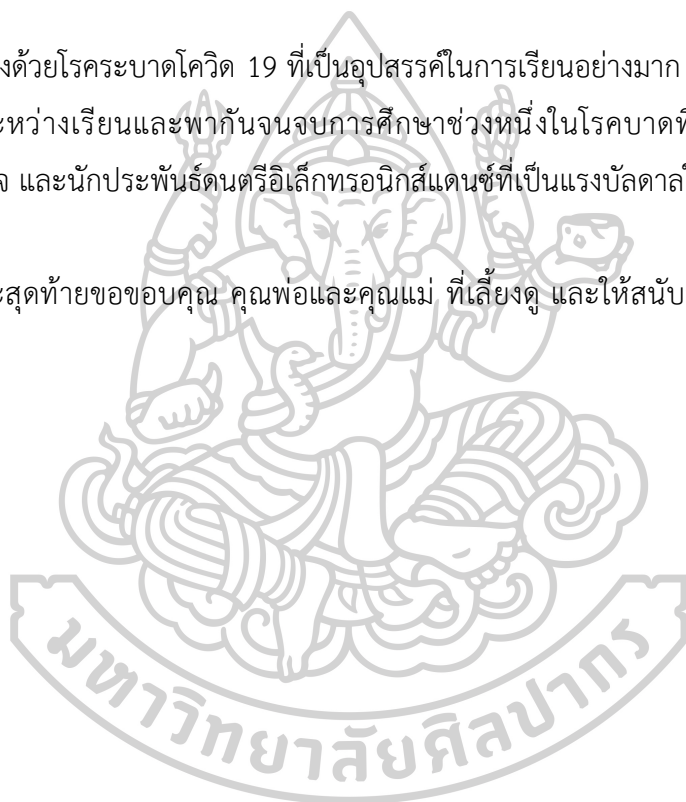 งด้วยโรคระบาดโควิด 19 ที่เป็นอุปสรรค์ในการเรียนอย่างมาก
ะหว่างเรียนและพากันจนจบการศึกษาช่วงหนึ่งในโรคบาดที
จ และนักประพันธ์ดนตรีอิเล็กทรอนิกส์แดนซ์ที่เป็นแรงบัลดาลใ
ะสุดท้ายขอขอบคุณ คุณพ่อและคุณแม่ ที่เลี้ยงดู และให้สนับ
มหาวิทยาลัยศิลปากร